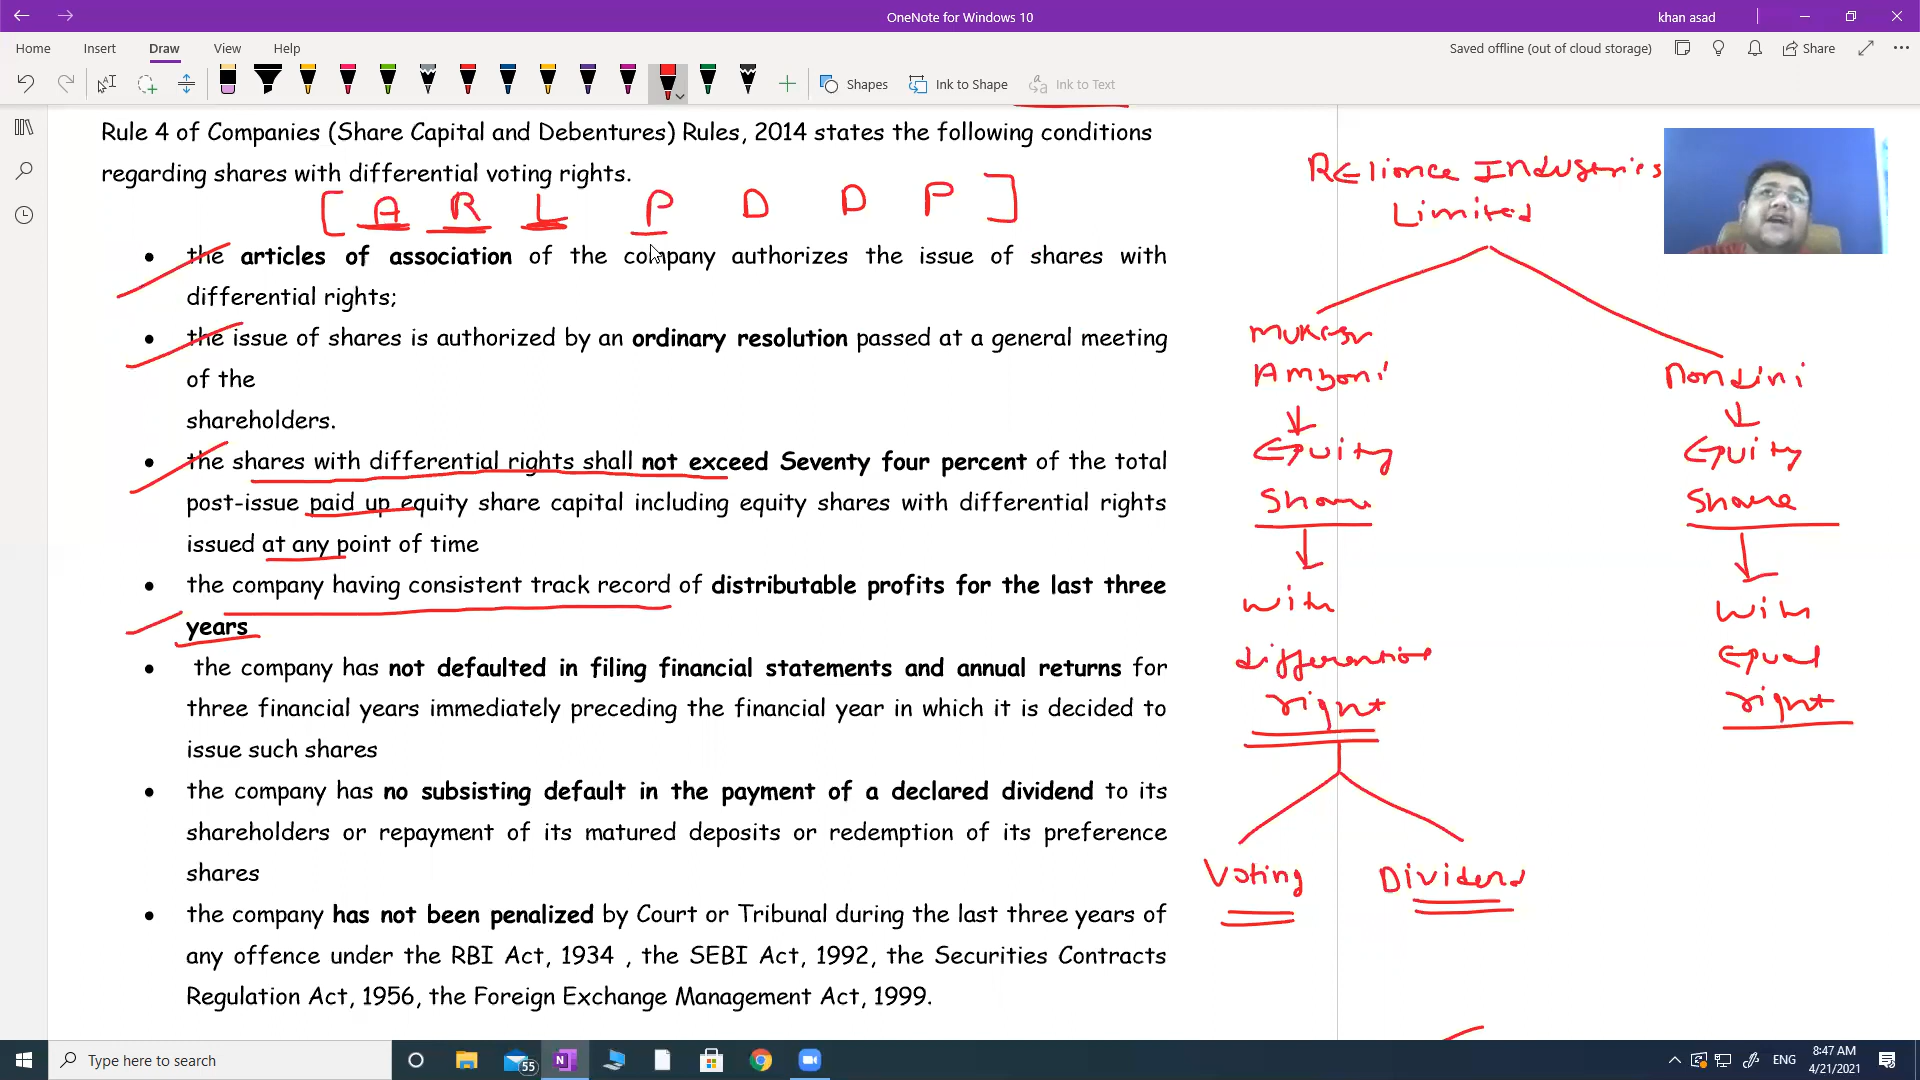 OneNote for Windows 10
khan asad
Home Insert Draw View Help
Saved offline (out of cloud storage)
Share
Shapes
Ink to Shape
Ink to Text
Rule 4 of Companies (Share Capital and Debentures) Rules, 2014 states the following conditions
regarding shares with differential voting rights.
[ A R L P D D P ]
• the articles of association of the company authorizes the issue of shares with
differential rights;
• the issue of shares is authorized by an ordinary resolution passed at a general meeting
of the
shareholders.
• the shares with differential rights shall not exceed Seventy four percent of the total
post-issue paid up equity share capital including equity shares with differential rights
issued at any point of time
• the company having consistent track record of distributable profits for the last three
years
• the company has not defaulted in filing financial statements and annual returns for
three financial years immediately preceding the financial year in which it is decided to
issue such shares
• the company has no subsisting default in the payment of a declared dividend to its
shareholders or repayment of its matured deposits or redemption of its preference
shares
• the company has not been penalized by Court or Tribunal during the last three years of
any offence under the RBI Act, 1934 , the SEBI Act, 1992, the Securities Contracts
Regulation Act, 1956, the Foreign Exchange Management Act, 1999.
Reliance Industries
Limited
Mukesh
Ambani
Equity
Share
With
differential
right
Voting
Dividend
Nandini
Equity
Share
With
Equal
right
Type here to search
55
ENG
8:47 AM
4/21/2021